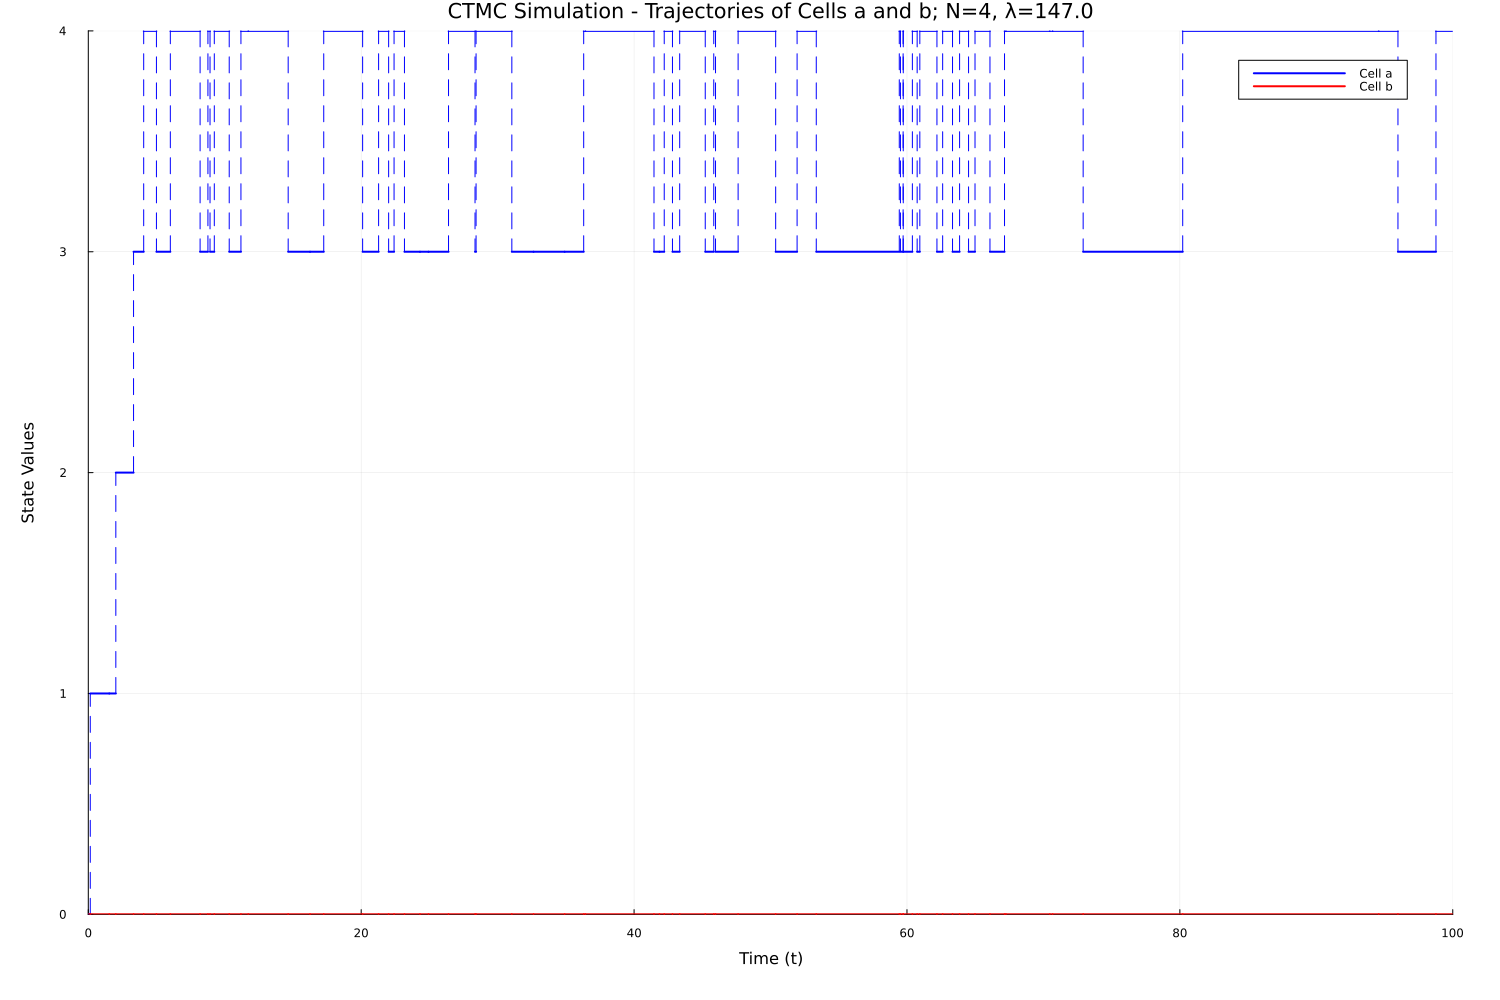 CTMC Simulation - Trajectories of Cells a and b; N=4, λ=147.0
4
Cell a
Cell b
3
State Values
2
1
0
0 20 40 60 80 100
Time (t)